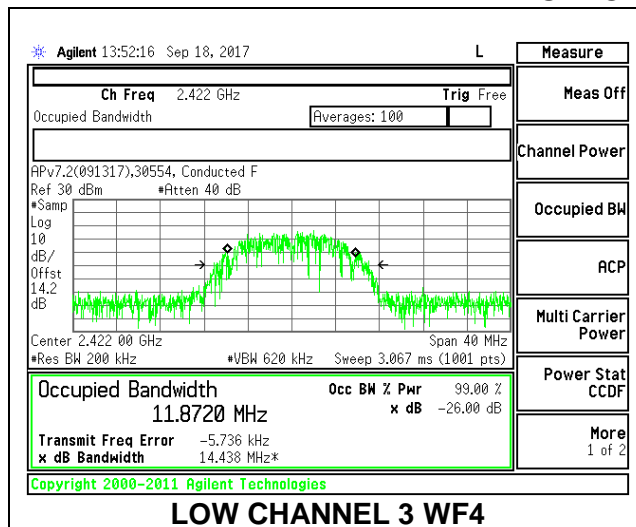 Agilent 13:52:16 Sep 18, 2017 L
Measure
Ch Freq 2.422 GHz Trig Free
Meas Off
Occupied Bandwidth Averages: 100
Channel Power
APv7.2(091317),30554, Conducted F
Ref 30 dBm #Atten 40 dB
#Samp
Log
10
dB/
Offst
14.2
dB
Occupied BW
ACP
Multi Carrier
Power
Center 2.422 00 GHz Span 40 MHz
#Res BW 200 kHz #VBW 620 kHz Sweep 3.067 ms (1001 pts)
Power Stat
CCDF
Occupied Bandwidth Occ BW % Pwr 99.00 %
11.8720 MHz x dB -26.00 dB
Transmit Freq Error -5.736 kHz
x dB Bandwidth 14.438 MHz*
More
1 of 2
Copyright 2000-2011 Agilent Technologies
LOW CHANNEL 3 WF4